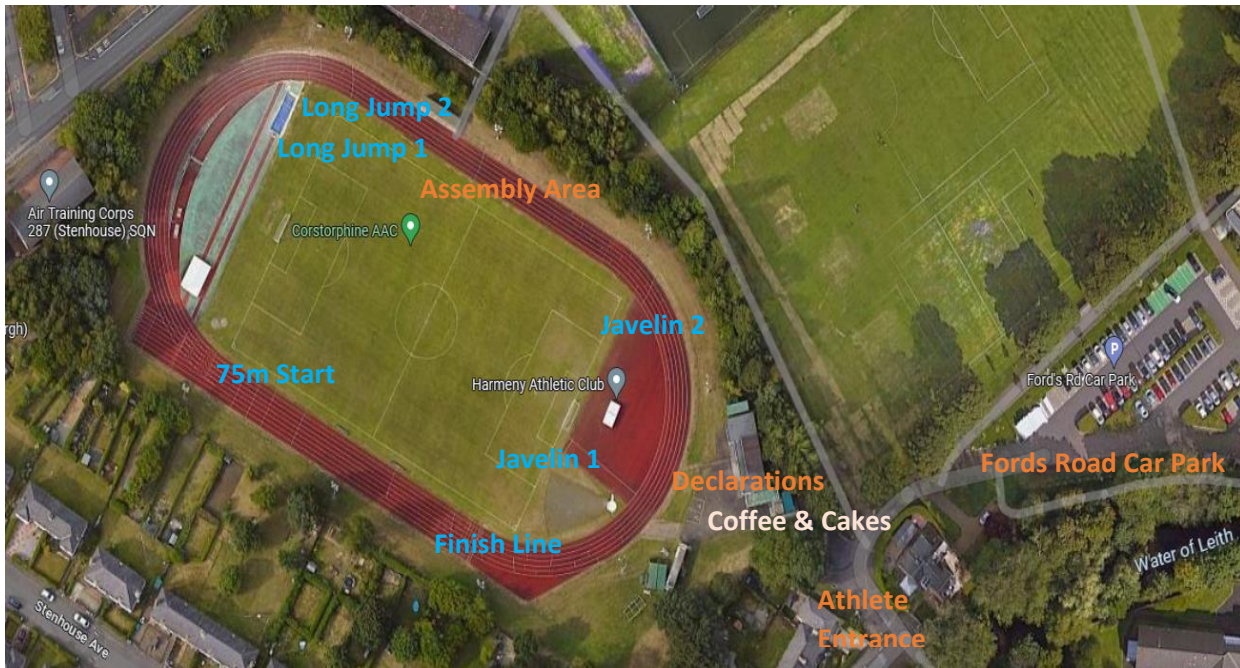 Long Jump 2
Long Jump 1
Assembly Area
Air Training Corps
287 (Stenhouse) SQN
Corstorphine AAC
rgh)
Javelin 2
75m Start
Harmeny Athletic Club
P
Ford's Rd Car Park
Javelin 1
Fords Road Car Park
Declarations
Coffee & Cakes
Finish Line
Water of Leith
Athlete
Entrance
Stenhouse Ave